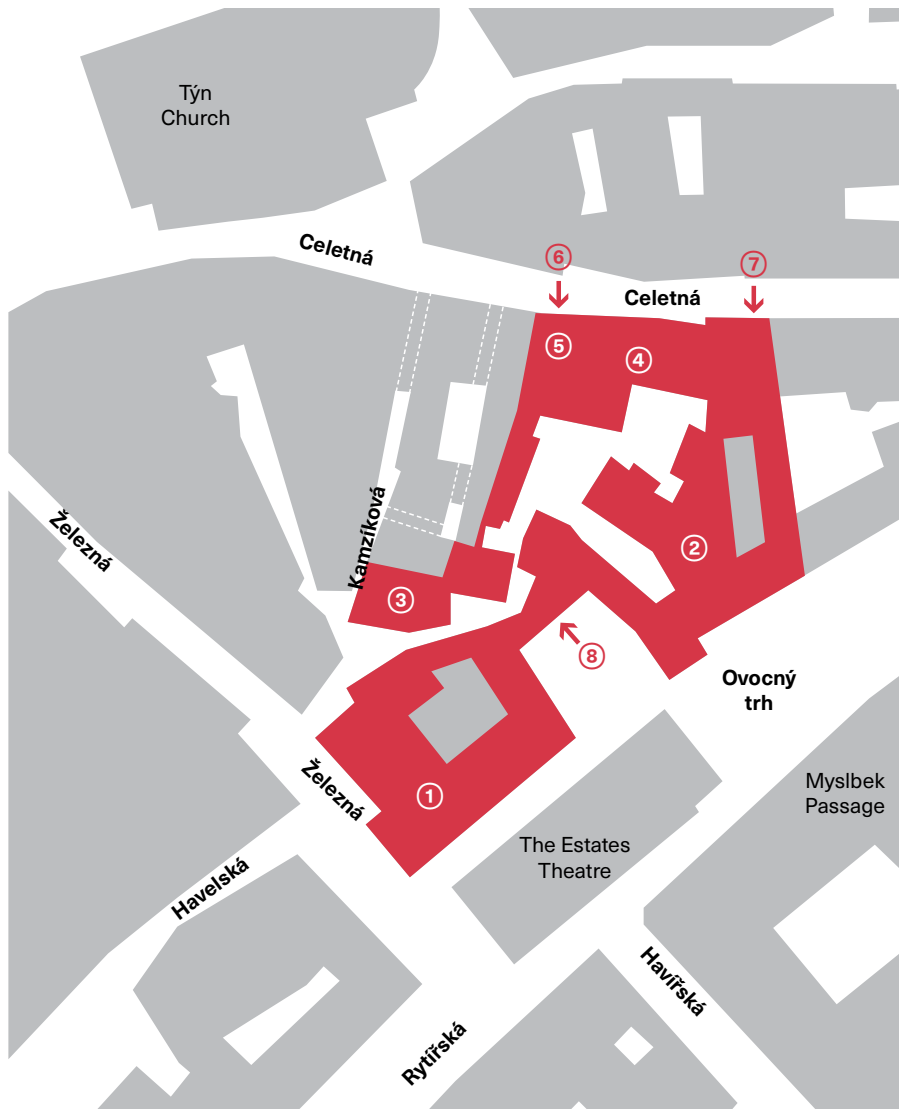 Týn
Church
Celetná
⑥
⑦
Celetná
⑤
④
Kamzíková
Železná
②
③
⑧
Ovocný
trh
Železná
①
Myslbek
Passage
The Estates
Theatre
Havelská
Havířská
Rytířská